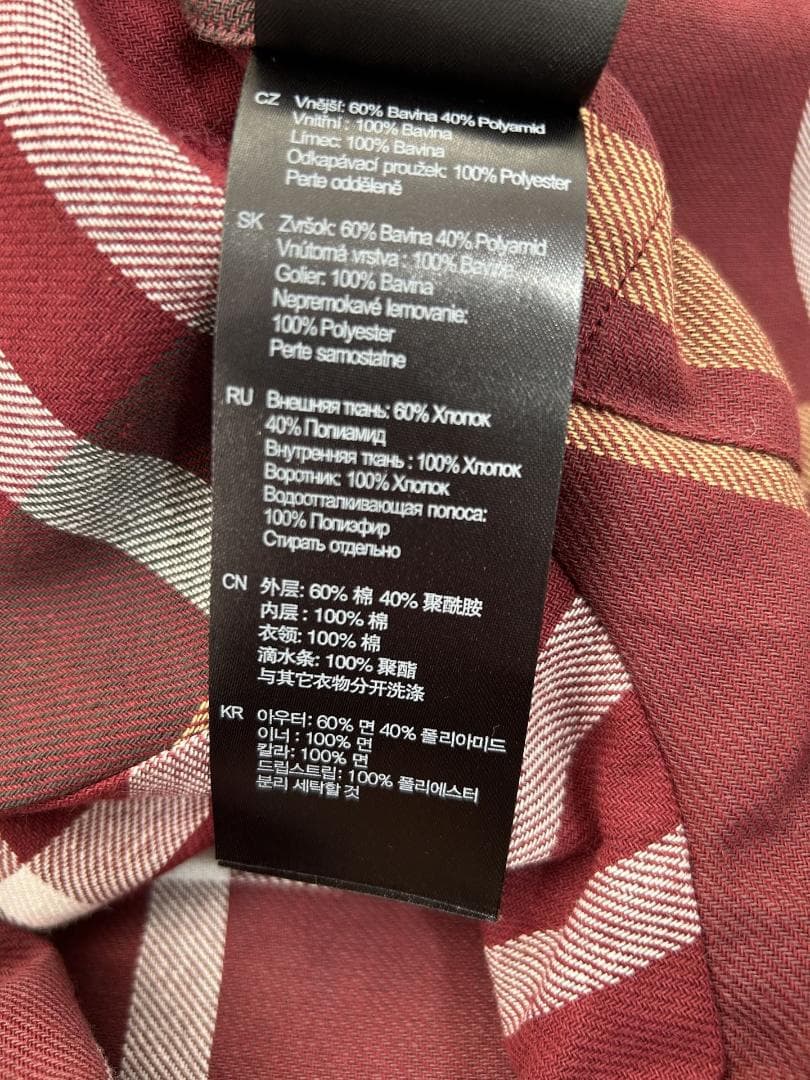 CZ Vnější: 60% Bavina 40% Polyamid
Vnitřní : 100% Bavina
Límec: 100% Bavina
Odkapávací proužek: 100% Polyester
Perte odděleně
SK Zvršok: 60% Bavina 40% Polyamid
Vnútorná vrstva : 100% Bavina
Golier: 100% Bavina
Nepremokavé lemovanie:
100% Polyester
Perte samostatne
RU Внешняя ткань: 60% Хлопок
40% Полиамид
Внутренняя ткань : 100% Хлопок
Воротник: 100% Хлопок
Водоотталкивающая полоса:
100% Полиэфир
Стирать отдельно
CN 外层: 60% 棉 40% 聚酰胺
内层 : 100% 棉
衣领: 100% 棉
滴水条: 100% 聚酯
与其它衣物分开洗涤
KR 아우터: 60% 면 40% 폴리아미드
이너 : 100% 면
칼라: 100% 면
드립스트립: 100% 폴리에스터
분리 세탁할 것